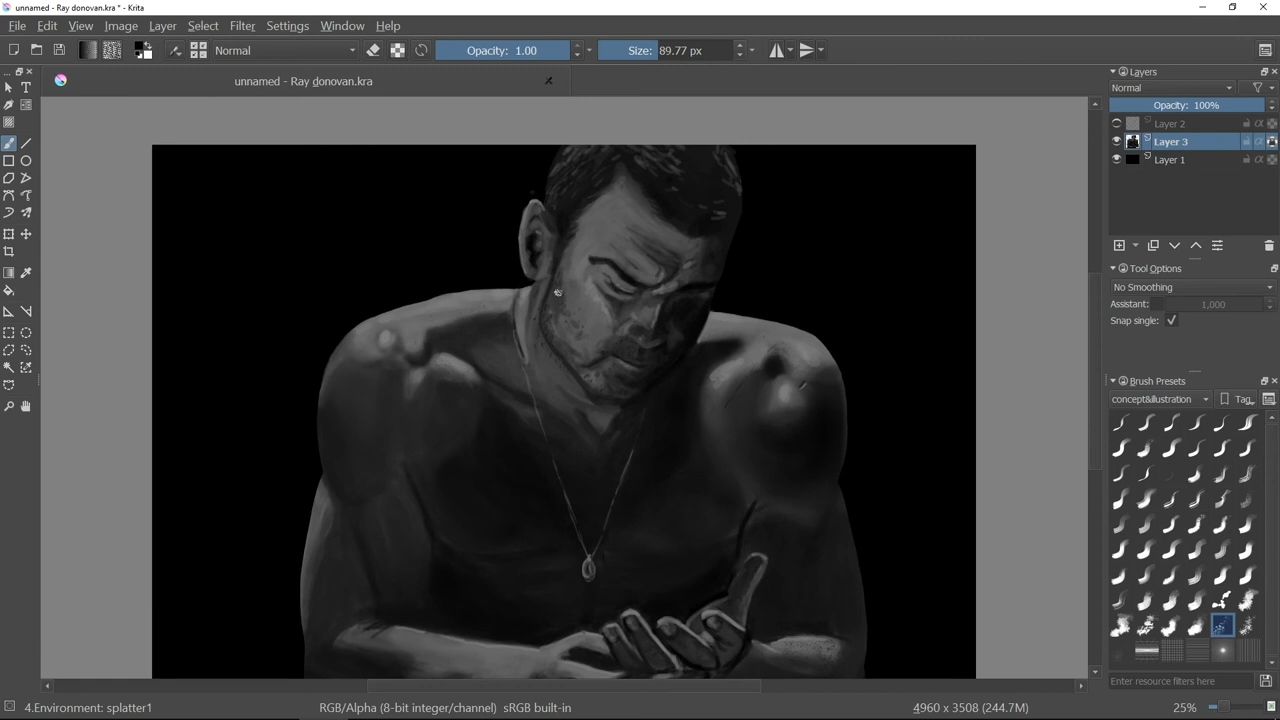 unnamed - Ray donovan.kra * - Krita
File Edit View Image Layer Select Filter Settings Window Help
Normal Opacity: 1.00 Size: 89.77 px
unnamed - Ray donovan.kra
Layers
Normal
Opacity: 100%
Layer 2
Layer 3
Layer 1
Tool Options
No Smoothing
Assistant: 1,000
Snap single:
Brush Presets
concept&illustration Tag
Enter resource filters here
4.Environment: splatter1 RGB/Alpha (8-bit integer/channel) sRGB built-in 4960 x 3508 (244.7M) 25%